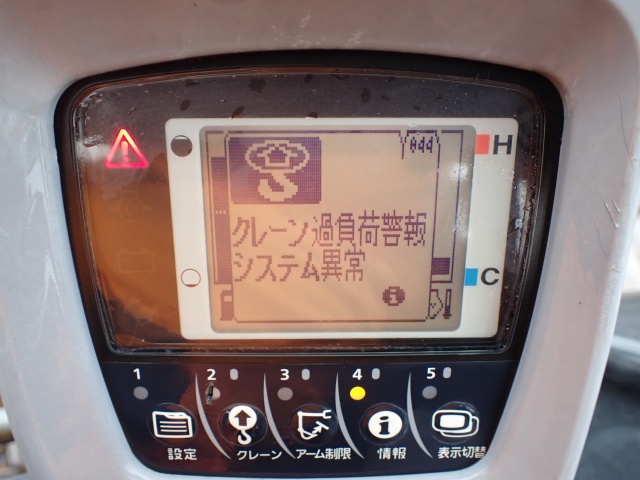 H
クレーン過負荷警報
システム異常
C
1 2 3 4 5
設定 クレーン アーム制限 情報 表示切替